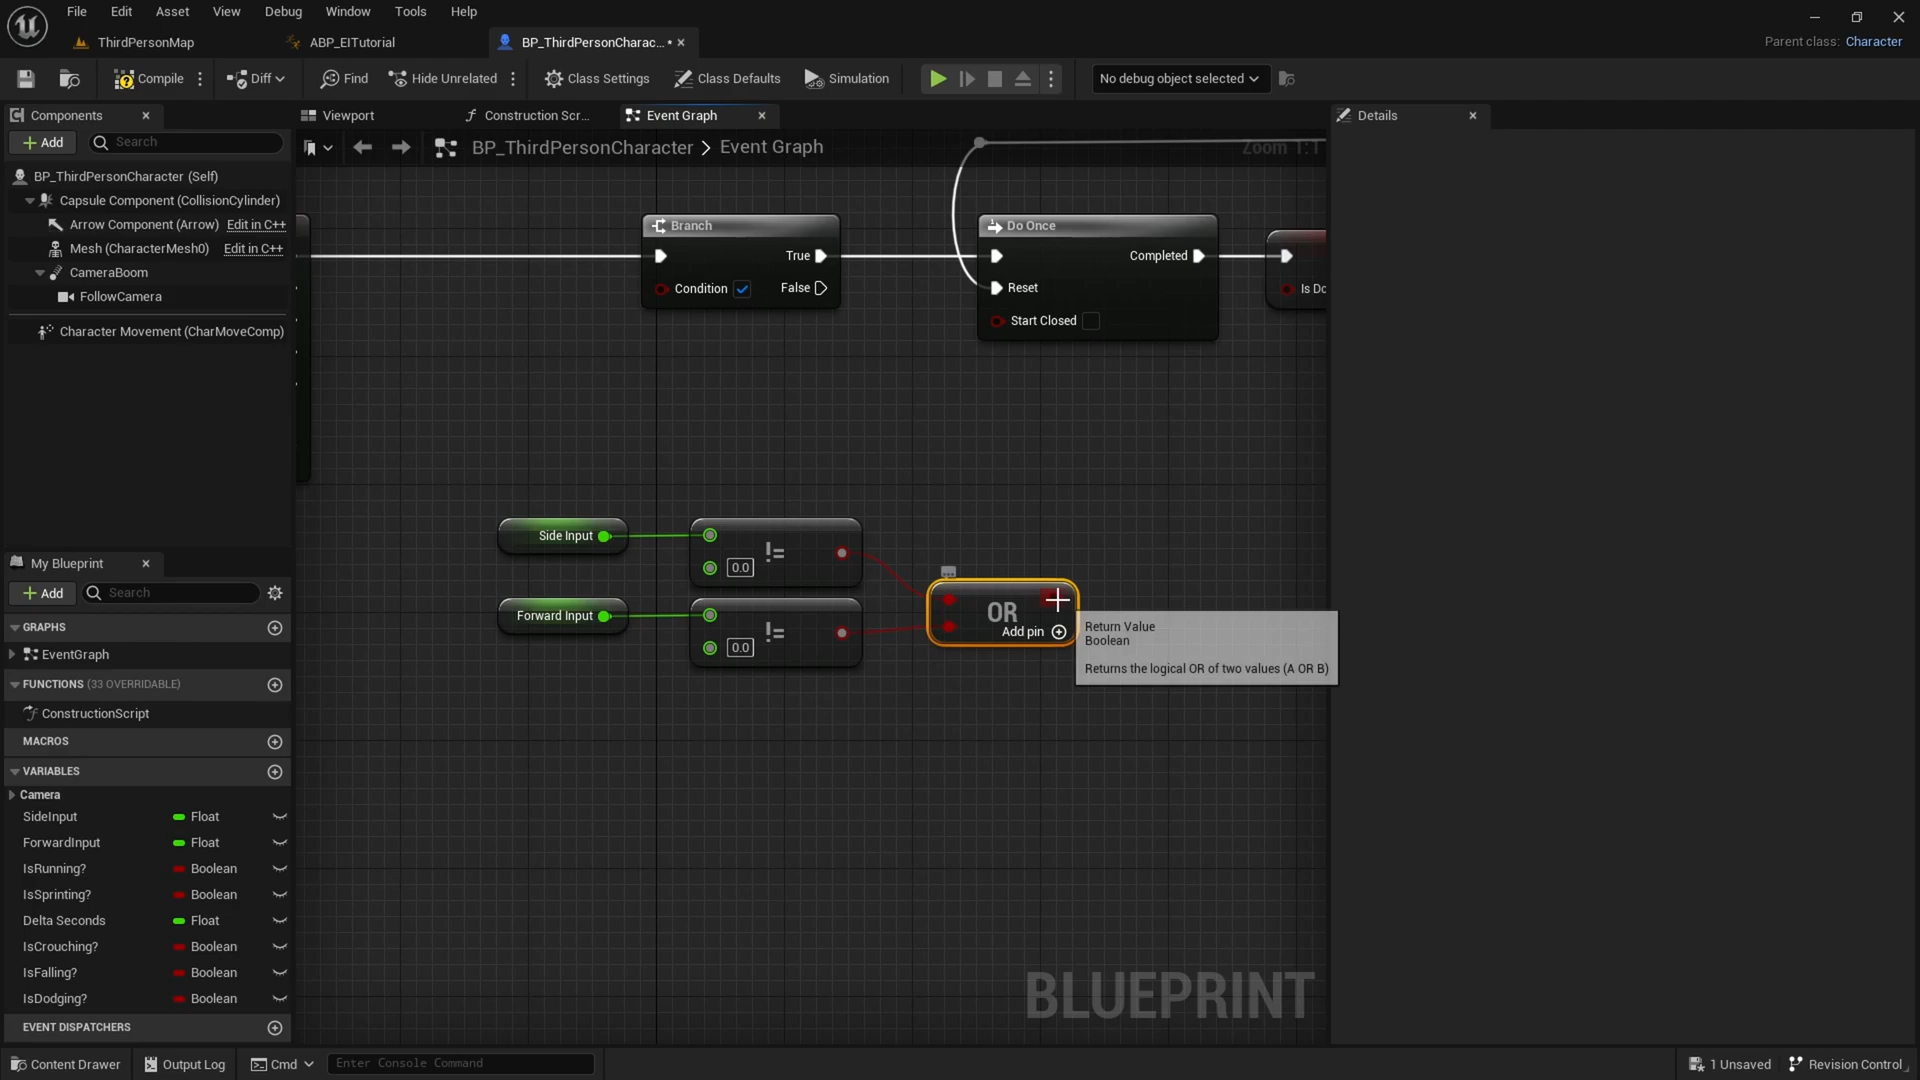 File Edit Asset View Debug Window Tools Help
ThirdPersonMap ABP_EITutorial BP_ThirdPersonCharac... • Parent class: Character
Compile Diff Find Hide Unrelated Class Settings Class Defaults Simulation No debug object selected
Components Viewport Construction Scr... Event Graph Details
Add Search
BP_ThirdPersonCharacter > Event Graph Zoom 1:1
BP_ThirdPersonCharacter (Self)
Capsule Component (CollisionCylinder)
Arrow Component (Arrow) Edit in C++
Mesh (CharacterMesh0) Edit in C++
CameraBoom
FollowCamera
Character Movement (CharMoveComp)
Branch
True
Condition False
Do Once
Completed
Reset
Start Closed
Is Do
Side Input
0.0 !=
Forward Input
0.0 !=
OR
Add pin
Return Value
Boolean
Returns the logical OR of two values (A OR B)
My Blueprint
Add Search
GRAPHS
EventGraph
FUNCTIONS (33 OVERRIDABLE)
ConstructionScript
MACROS
VARIABLES
Camera
SideInput Float
ForwardInput Float
IsRunning? Boolean
IsSprinting? Boolean
Delta Seconds Float
IsCrouching? Boolean
IsFalling? Boolean
IsDodging? Boolean
EVENT DISPATCHERS
BLUEPRINT
Content Drawer Output Log Cmd Enter Console Command 1 Unsaved Revision Control